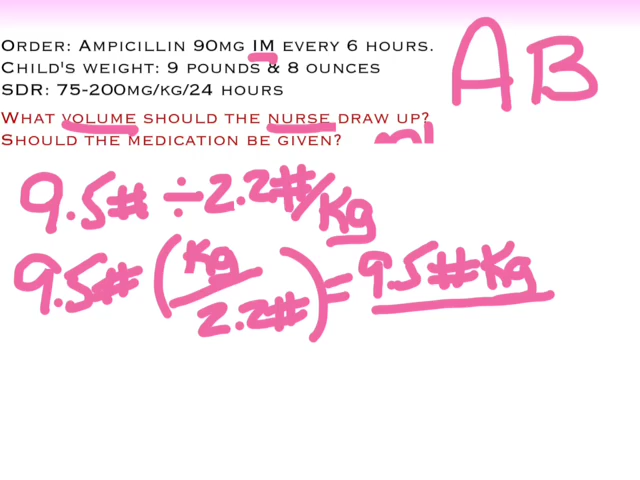 ORDER: AMPICILLIN 90MG IM EVERY 6 HOURS.
CHILD'S WEIGHT: 9 POUNDS & 8 OUNCES
SDR: 75-200MG/KG/24 HOURS
WHAT VOLUME SHOULD THE NURSE DRAW UP?
SHOULD THE MEDICATION BE GIVEN?
AB
9.5# ÷ 2.2#/Kg
9.5# (Kg/2.2#) = 9.5#Kg